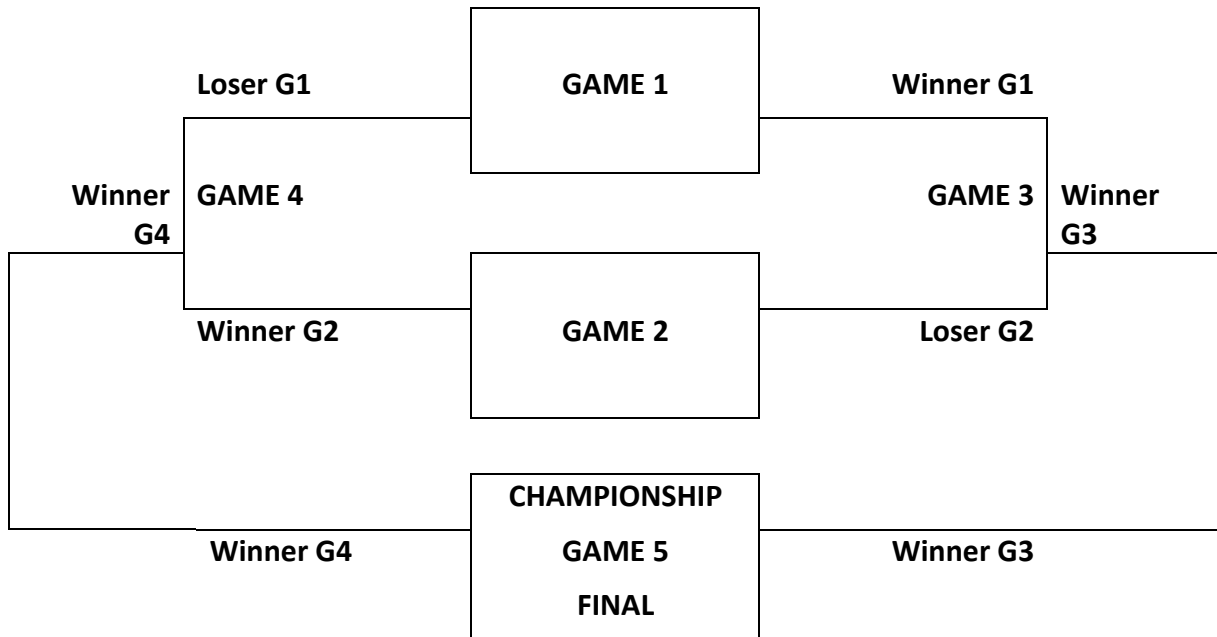 Loser G1
GAME 1
Winner G1
Winner
G4
GAME 4
GAME 3
Winner
G3
Winner G2
GAME 2
Loser G2
CHAMPIONSHIP
Winner G4
GAME 5
Winner G3
FINAL